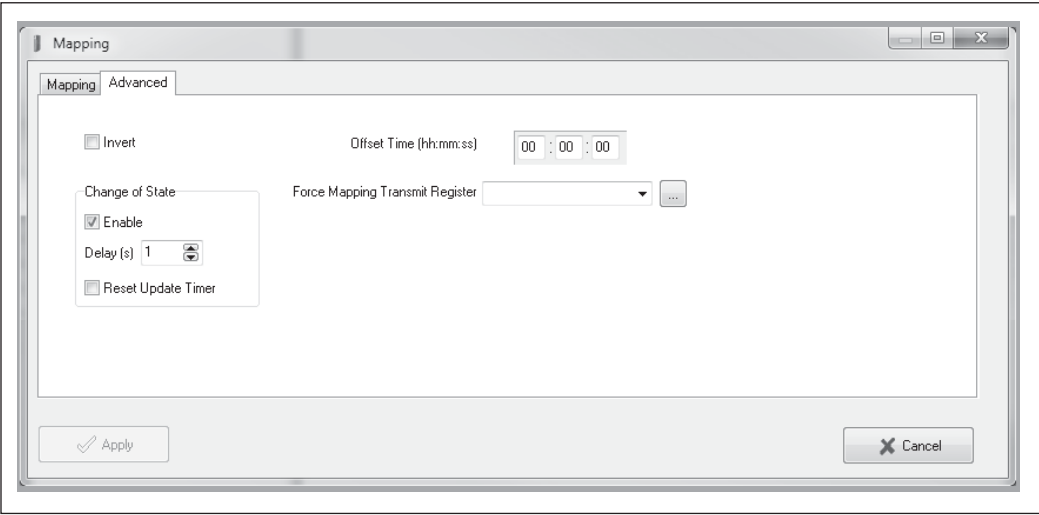 Mapping
Mapping Advanced
Invert
Offset Time (hh:mm:ss) 00 : 00 : 00
Change of State
Force Mapping Transmit Register ...
Enable
Delay (s) 1
Reset Update Timer
Apply
Cancel